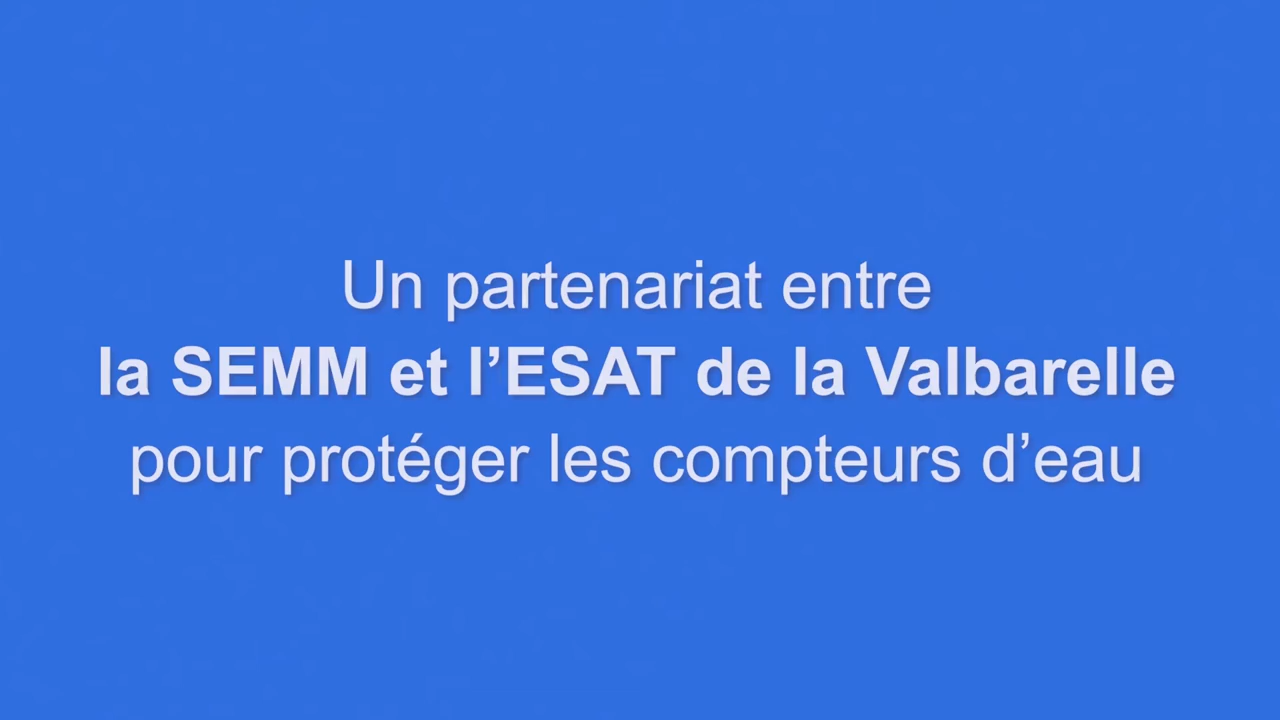 Un partenariat entre
la SEMM et l’ESAT de la Valbarelle
pour protéger les compteurs d’eau